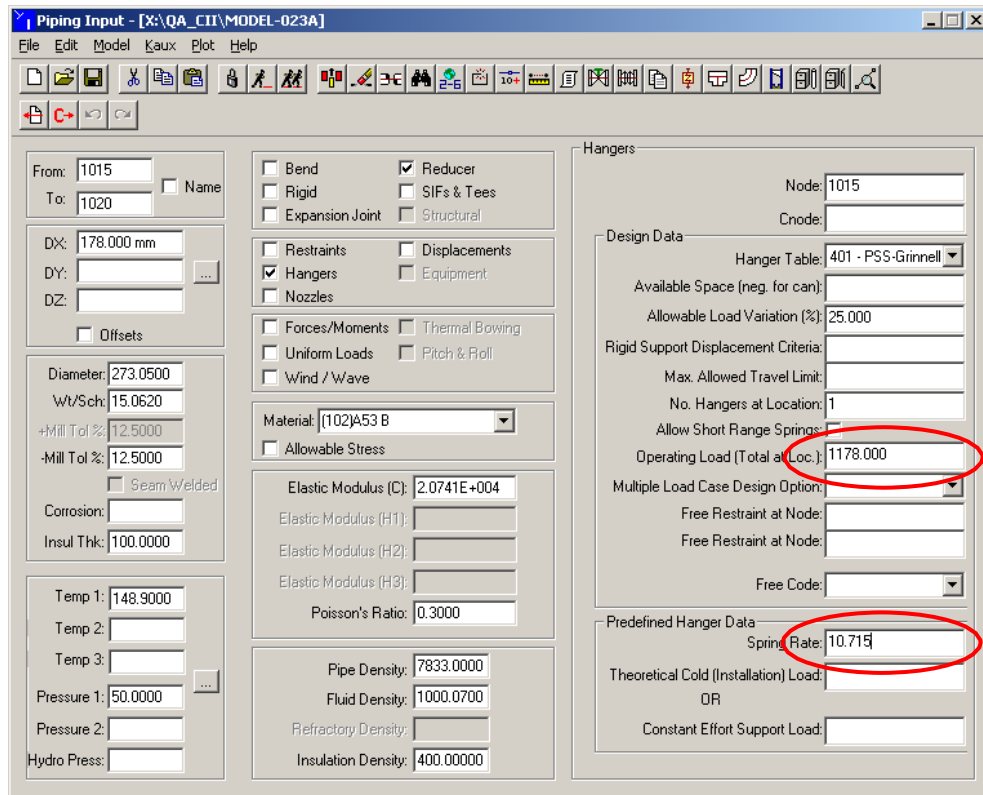 Piping Input - [X:\QA_CII\MODEL-023A]
File Edit Model Kaux Plot Help
2-6 10+
C
From: 1015
To: 1020
Name
DX: 178.000 mm
DY:
...
DZ:
Offsets
Diameter: 273.0500
Wt/Sch: 15.0620
+Mill Tol %: 12.5000
-Mill Tol %: 12.5000
Seam Welded
Corrosion:
Insul Thk: 100.0000
Temp 1: 148.9000
Temp 2:
Temp 3:
...
Pressure 1: 50.0000
Pressure 2:
Hydro Press:
Bend Reducer
Rigid SIFs & Tees
Expansion Joint Structural
Restraints Displacements
Hangers Equipment
Nozzles
Forces/Moments Thermal Bowing
Uniform Loads Pitch & Roll
Wind / Wave
Material: (102)A53 B
Allowable Stress
Elastic Modulus (C): 2.0741E+004
Elastic Modulus (H1):
Elastic Modulus (H2):
Elastic Modulus (H3):
Poisson's Ratio: 0.3000
Pipe Density: 7833.0000
Fluid Density: 1000.0700
Refractory Density:
Insulation Density: 400.00000
Hangers
Node: 1015
Cnode:
Design Data
Hanger Table: 401 - PSS-Grinnell
Available Space (neg. for can):
Allowable Load Variation (%): 25.000
Rigid Support Displacement Criteria:
Max. Allowed Travel Limit:
No. Hangers at Location: 1
Allow Short Range Springs:
Operating Load (Total at Loc.): 1178.000
Multiple Load Case Design Option:
Free Restraint at Node:
Free Restraint at Node:
Free Code:
Predefined Hanger Data
Spring Rate: 10.715
Theoretical Cold (Installation) Load:
OR
Constant Effort Support Load: